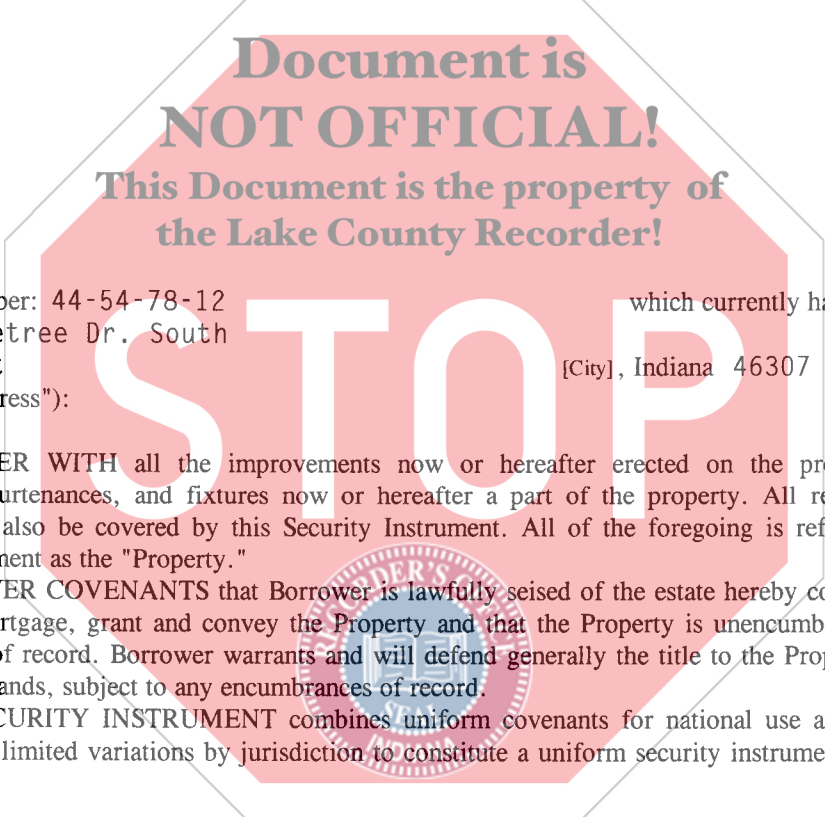 Document is
NOT OFFICIAL!
This Document is the property of
the Lake County Recorder!
ber: 44-54-78-12 which currently ha
etree Dr. South
[City], Indiana 46307
ress"):
STOP
ER WITH all the improvements now or hereafter erected on the pro
urtenances, and fixtures now or hereafter a part of the property. All re
also be covered by this Security Instrument. All of the foregoing is ref
ment as the "Property."
ER COVENANTS that Borrower is lawfully seised of the estate hereby co
rtgage, grant and convey the Property and that the Property is unencumb
of record. Borrower warrants and will defend generally the title to the Prop
ands, subject to any encumbrances of record.
CURITY INSTRUMENT combines uniform covenants for national use a
limited variations by jurisdiction to constitute a uniform security instrume
RECORDER'S
SEAL
INDIANA